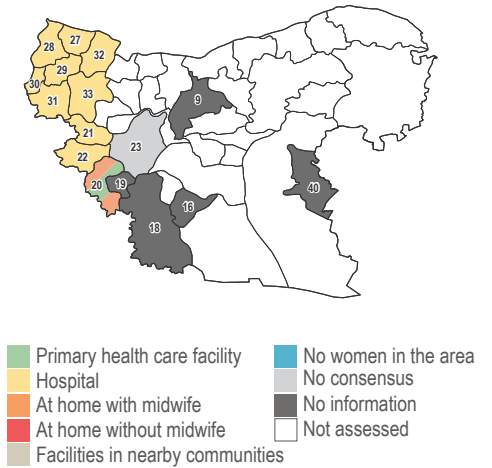 27
28
32
29
30
33
31
9
21
23
22
20
19
40
16
18
Primary health care facility
Hospital
At home with midwife
At home without midwife
Facilities in nearby communities
No women in the area
No consensus
No information
Not assessed